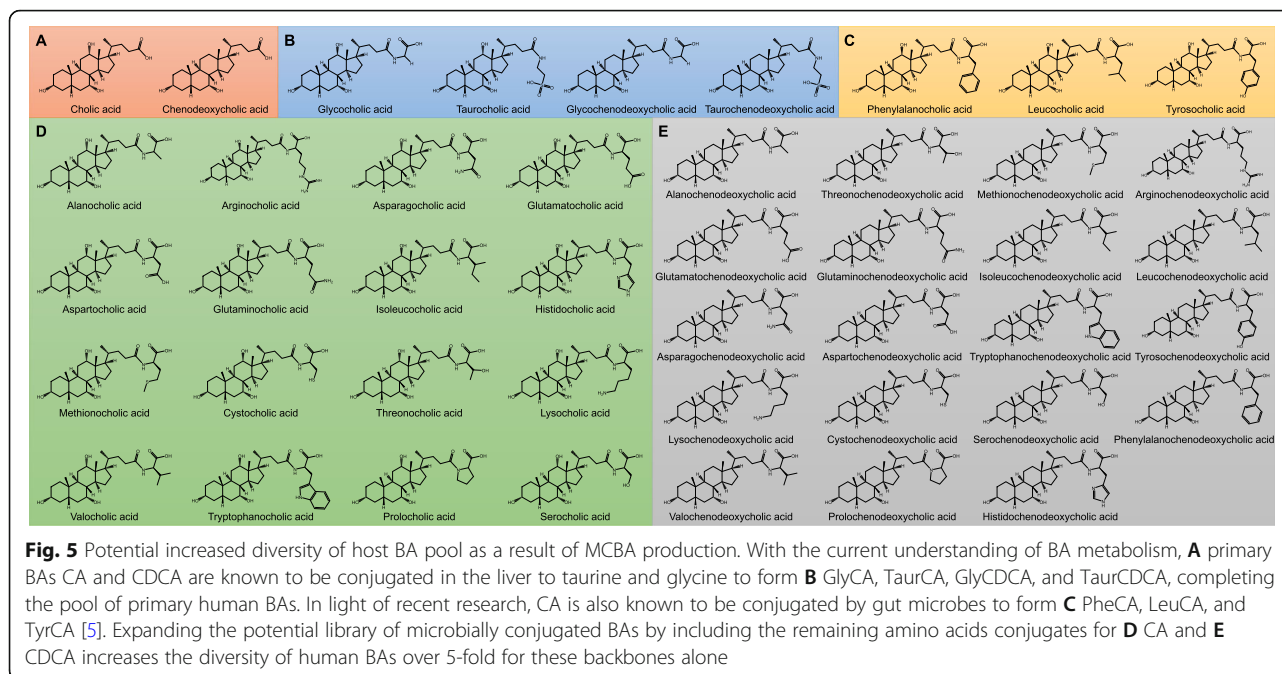 A
B
C
Cholic acid Chenodeoxycholic acid Glycocholic acid Taurocholic acid Glycochenodeoxycholic acid Taurochenodeoxycholic acid Phenylalanocholic acid Leucocholic acid Tyrosocholic acid
D
Alanocholic acid Arginocholic acid Asparagocholic acid Glutamatocholic acid
Aspartocholic acid Glutaminocholic acid Isoleucocholic acid Histidocholic acid
Methionocholic acid Cystocholic acid Threonocholic acid Lysocholic acid
Valocholic acid Tryptophanocholic acid Prolocholic acid Serocholic acid
E
Alanochenodeoxycholic acid Threonochenodeoxycholic acid Methionochenodeoxycholic acid Arginochenodeoxycholic acid
Glutamatochenodeoxycholic acid Glutaminochenodeoxycholic acid Isoleucochenodeoxycholic acid Leucochenodeoxycholic acid
Asparagochenodeoxycholic acid Aspartochenodeoxycholic acid Tryptophanochenodeoxycholic acid Tyrosochenodeoxycholic acid
Lysochenodeoxycholic acid Cystochenodeoxycholic acid Serochenodeoxycholic acid Phenylalanochenodeoxycholic acid
Valochenodeoxycholic acid Prolochenodeoxycholic acid Histidochenodeoxycholic acid
Fig. 5 Potential increased diversity of host BA pool as a result of MCBA production. With the current understanding of BA metabolism, A primary
BAs CA and CDCA are known to be conjugated in the liver to taurine and glycine to form B GlyCA, TaurCA, GlyCDCA, and TaurCDCA, completing
the pool of primary human BAs. In light of recent research, CA is also known to be conjugated by gut microbes to form C PheCA, LeuCA, and
TyrCA [5]. Expanding the potential library of microbially conjugated BAs by including the remaining amino acids conjugates for D CA and E
CDCA increases the diversity of human BAs over 5-fold for these backbones alone